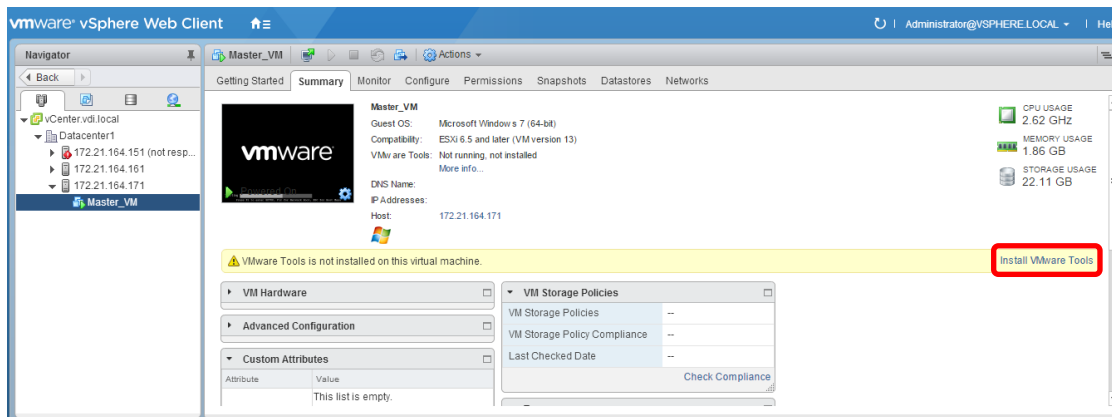 vmware® vSphere Web Client
Administrator@VSPHERE.LOCAL
Hel
Navigator
Back
vCenter.vdi.local
Datacenter1
172.21.164.151 (not resp...
172.21.164.161
172.21.164.171
Master_VM
Master_VM
Actions
Getting Started Summary Monitor Configure Permissions Snapshots Datastores Networks
vmware
Powered On
Master_VM
Guest OS: Microsoft Windows 7 (64-bit)
Compatibility: ESXi 6.5 and later (VM version 13)
VMware Tools: Not running, not installed
More info...
DNS Name:
IP Addresses:
Host: 172.21.164.171
CPU USAGE
2.62 GHz
MEMORY USAGE
1.86 GB
STORAGE USAGE
22.11 GB
VMware Tools is not installed on this virtual machine.
Install VMware Tools
VM Hardware
Advanced Configuration
Custom Attributes
Attribute Value
This list is empty.
VM Storage Policies
VM Storage Policies --
VM Storage Policy Compliance --
Last Checked Date --
Check Compliance